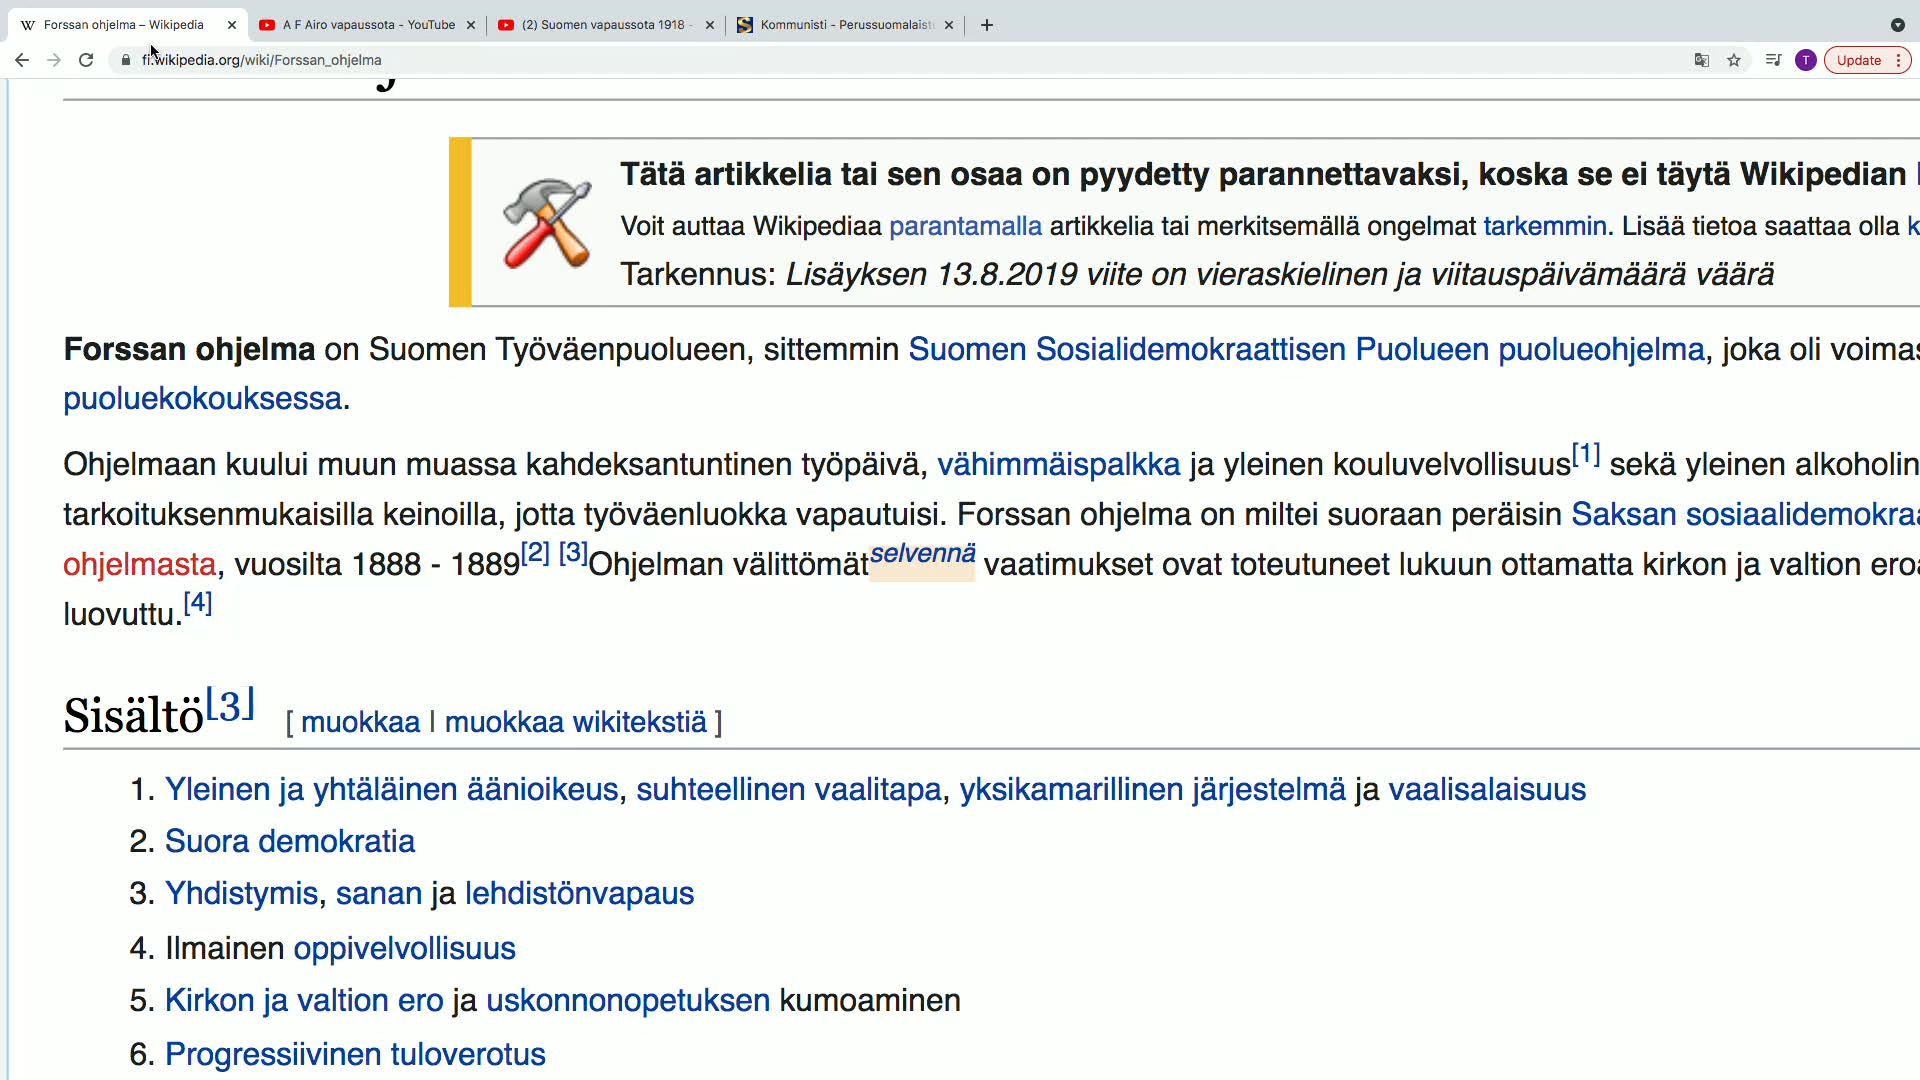 Forssan ohjelma – Wikipedia
A F Airo vapaussota - YouTube
(2) Suomen vapaussota 1918 -
Kommunisti - Perussuomalaist
fi.wikipedia.org/wiki/Forssan_ohjelma
T
Update
Tätä artikkelia tai sen osaa on pyydetty parannettavaksi, koska se ei täytä Wikipedian
Voit auttaa Wikipediaa parantamalla artikkelia tai merkitsemällä ongelmat tarkemmin. Lisää tietoa saattaa olla k
Tarkennus: Lisäyksen 13.8.2019 viite on vieraskielinen ja viitauspäivämäärä väärä
Forssan ohjelma on Suomen Työväenpuolueen, sittemmin Suomen Sosialidemokraattisen Puolueen puolueohjelma, joka oli voimas
puoluekokouksessa.
Ohjelmaan kuului muun muassa kahdeksantuntinen työpäivä, vähimmäispalkka ja yleinen kouluvelvollisuus[1] sekä yleinen alkoholin
tarkoituksenmukaisilla keinoilla, jotta työväenluokka vapautuisi. Forssan ohjelma on miltei suoraan peräisin Saksan sosiaalidemokraa
ohjelmasta, vuosilta 1888 - 1889[2] [3]Ohjelman välittömät selvennä vaatimukset ovat toteutuneet lukuun ottamatta kirkon ja valtion eroa
luovuttu.[4]
Sisältö[3] [ muokkaa | muokkaa wikitekstiä ]
1. Yleinen ja yhtäläinen äänioikeus, suhteellinen vaalitapa, yksikamarillinen järjestelmä ja vaalisalaisuus
2. Suora demokratia
3. Yhdistymis, sanan ja lehdistönvapaus
4. Ilmainen oppivelvollisuus
5. Kirkon ja valtion ero ja uskonnonopetuksen kumoaminen
6. Progressiivinen tuloverotus